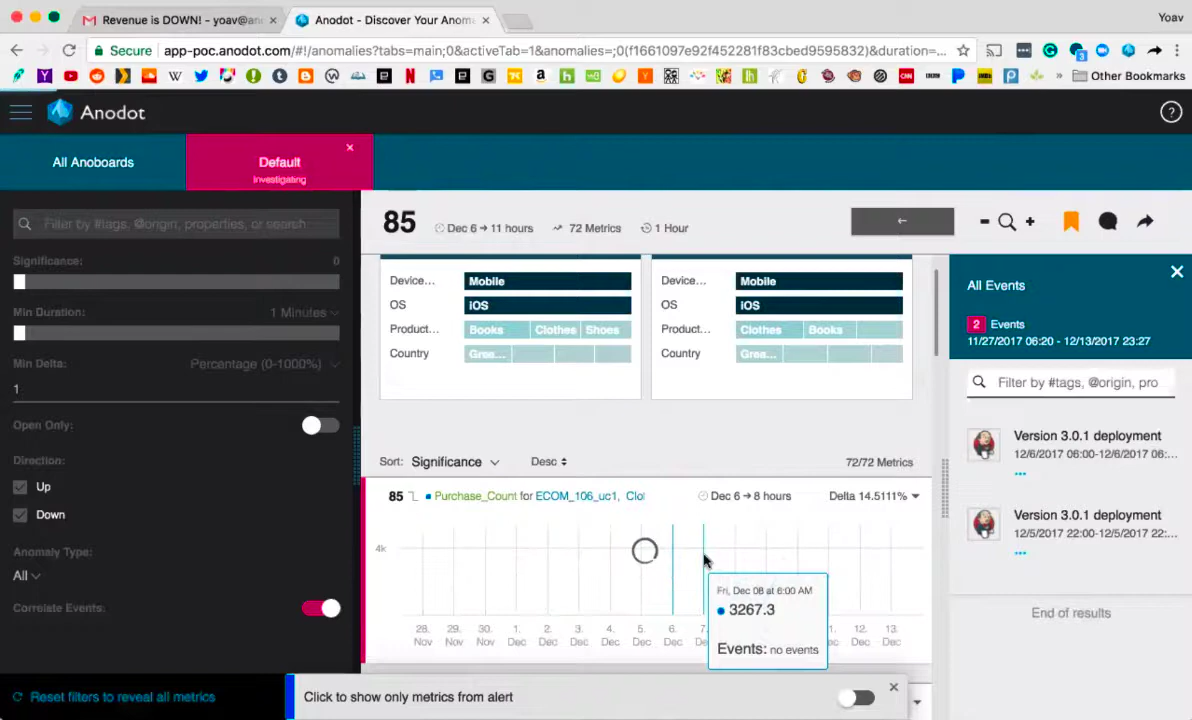 Revenue is DOWN! - yoav@an
Anodot - Discover Your Anoma
Yoav
Secure
app-poc.anodot.com/#!/anomalies?tabs=main;0&activeTab=1&anomalies=;0(f1661097e92f452281f83cbed9595832)&duration=...
Other Bookmarks
Anodot
All Anoboards
Default
Investigating
Filter by #tags, @origin, properties, or search
85
Dec 6 → 11 hours
72 Metrics
1 Hour
Significance:
0
Min Duration:
1 Minutes
Min Delta:
Percentage (0-1000%)
1
Open Only:
Direction:
Up
Down
Anomaly Type:
All
Correlate Events:
Reset filters to reveal all metrics
Device...
Mobile
OS
iOS
Product...
Books
Clothes
Shoes
Country
Gree...
Device...
Mobile
OS
iOS
Product...
Clothes
Books
Country
Gree...
Sort:
Significance
Desc
72/72 Metrics
85
Purchase_Count for ECOM_106_uc1, Clo
Dec 6 → 8 hours
Delta 14.5111%
4k
28. Nov
29. Nov
30. Nov
1. Dec
2. Dec
3. Dec
4. Dec
5. Dec
6. Dec
7.
12. Dec
13. Dec
Fri, Dec 08 at 6:00 AM
3267.3
Events: no events
Click to show only metrics from alert
All Events
2
Events
11/27/2017 06:20 - 12/13/2017 23:27
Filter by #tags, @origin, pro
Version 3.0.1 deployment
12/6/2017 06:00-12/6/2017 06:...
...
Version 3.0.1 deployment
12/5/2017 22:00-12/5/2017 22:...
...
End of results